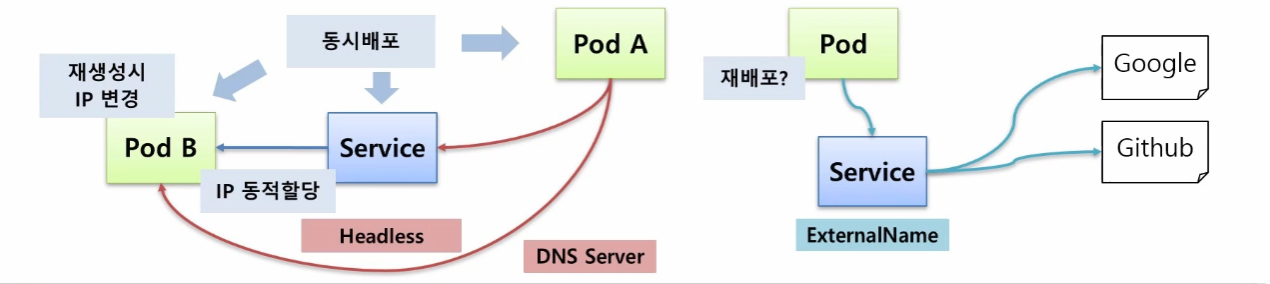 동시배포
Pod A
재생성시
IP 변경
Pod B
Service
IP 동적할당
Headless
DNS Server
Pod
재배포?
Service
ExternalName
Google
Github